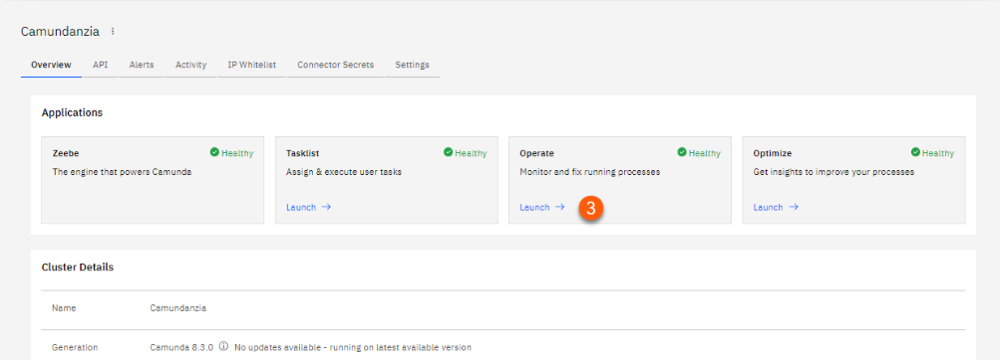 Camundanzia
Overview API Alerts Activity IP Whitelist Connector Secrets Settings
Applications
Zeebe Healthy
The engine that powers Camunda
Tasklist Healthy
Assign & execute user tasks
Launch →
Operate Healthy
Monitor and fix running processes
Launch → 3
Optimize Healthy
Get insights to improve your processes
Launch →
Cluster Details
Name Camundanzia
Generation Camunda 8.3.0 No updates available - running on latest available version